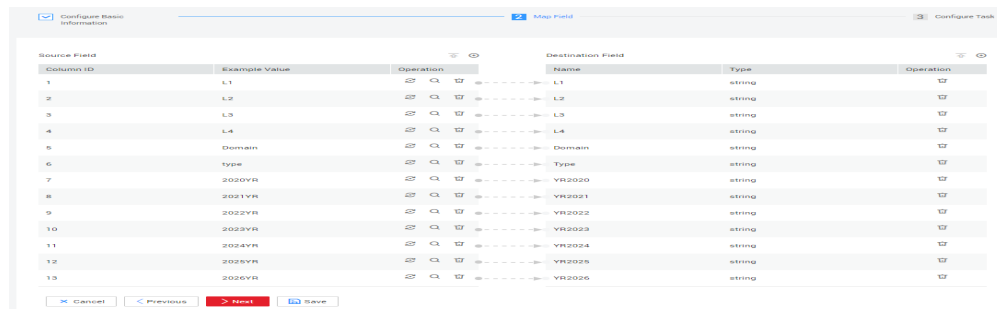 Configure Basic Information
2 Map Field
3 Configure Task
Source Field
Destination Field
Column ID Example Value Operation Name Type Operation
1 L1 L1 string
2 L2 L2 string
3 L3 L3 string
4 L4 L4 string
5 Domain Domain string
6 type Type string
7 2020YR YR2020 string
8 2021YR YR2021 string
9 2022YR YR2022 string
10 2023YR YR2023 string
11 2024YR YR2024 string
12 2025YR YR2025 string
13 2026YR YR2026 string
Cancel Previous Next Save